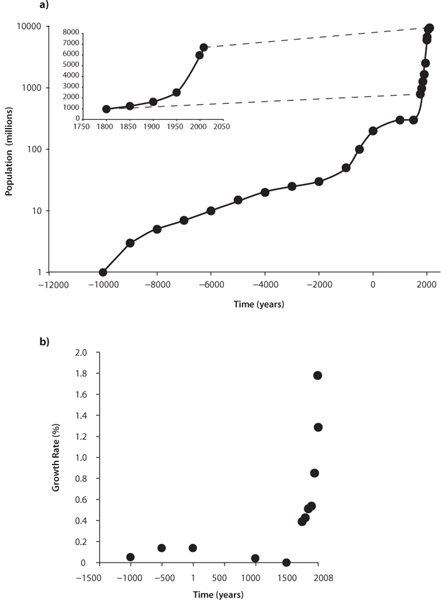 a)
10000
1000
100
10
1
Population (millions)
8000
7000
6000
5000
4000
3000
2000
1000
0
1750 1800 1850 1900 1950 2000 2050
−12000 −10000 −8000 −6000 −4000 −2000 0 2000
Time (years)
b)
2.0
1.8
1.6
1.4
1.2
1.0
0.8
0.6
0.4
0.2
0
Growth Rate (%)
−1500 −1000 −500 1 500 1000 1500 2008
Time (years)